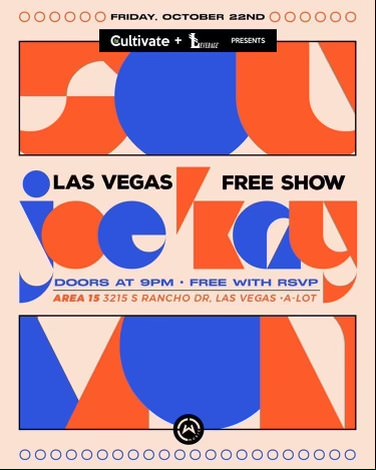 FRIDAY, OCTOBER 22ND
Cultivate + BEVERAGE PRESENTS
LAS VEGAS FREE SHOW
joe kay
DOORS AT 9PM • FREE WITH RSVP
AREA 15 3215 S RANCHO DR, LAS VEGAS • A-LOT